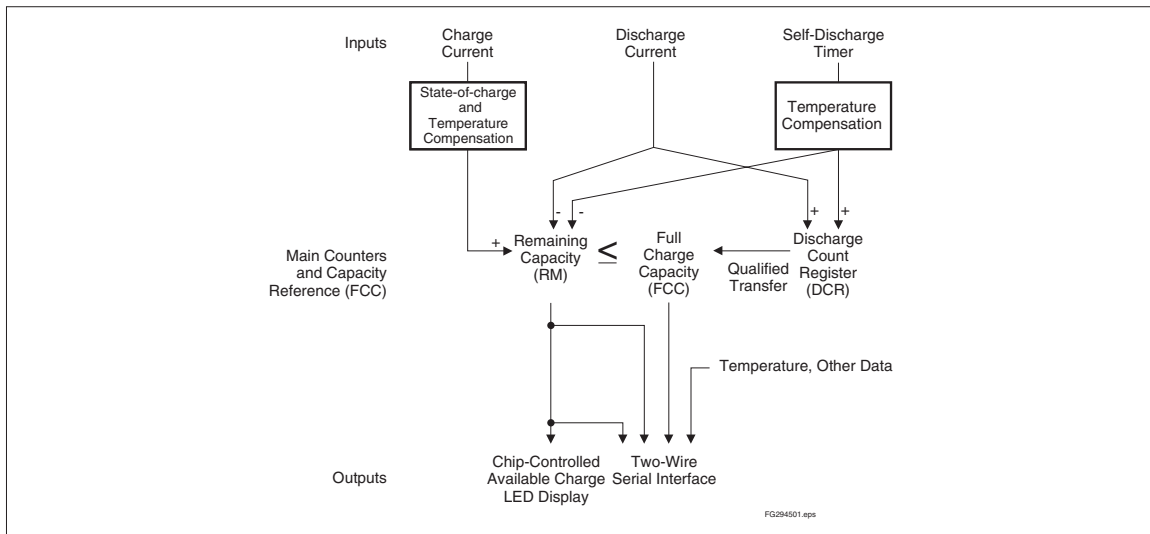 Inputs
Charge
Current
Discharge
Current
Self-Discharge
Timer
State-of-charge
and
Temperature
Compensation
Temperature
Compensation
- -
+ +
+
Main Counters
and Capacity
Reference (FCC)
Remaining
Capacity
(RM)
≤
Full
Charge
Capacity
(FCC)
Qualified
Transfer
Discharge
Count
Register
(DCR)
Temperature, Other Data
Outputs
Chip-Controlled
Available Charge
LED Display
Two-Wire
Serial Interface
FG294501.eps